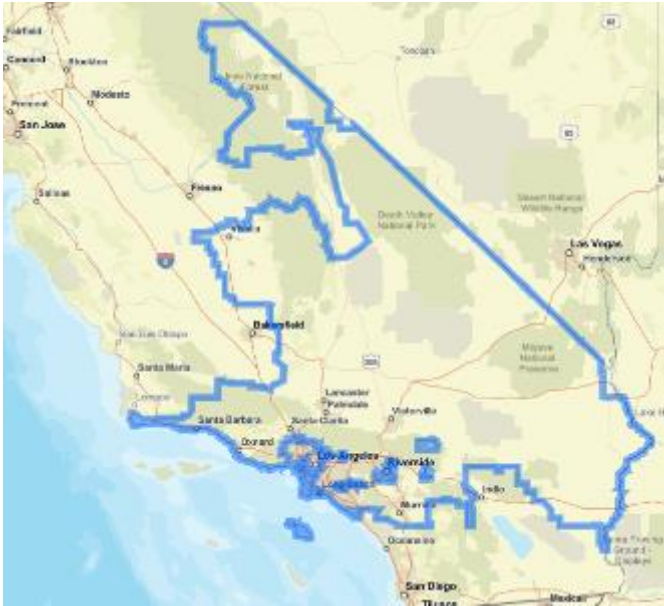 Fairfield
Concord
Stockton
Tonopah
Modesto
Fremont
San Jose
Inyo National
Forest
Salinas
Fresno
Visalia
Death Valley
National Park
Desert National
Wildlife Range
Las Vegas
Henderson
San Luis Obispo
Bakersfield
Mojave
National
Preserve
Santa Maria
Lompoc
Lancaster
Palmdale
Victorville
Santa Barbara
Santa Clarita
Oxnard
Los Angeles
Riverside
Long Beach
Indio
Murrieta
Oceanside
San Diego
Tijuana
Mexicali